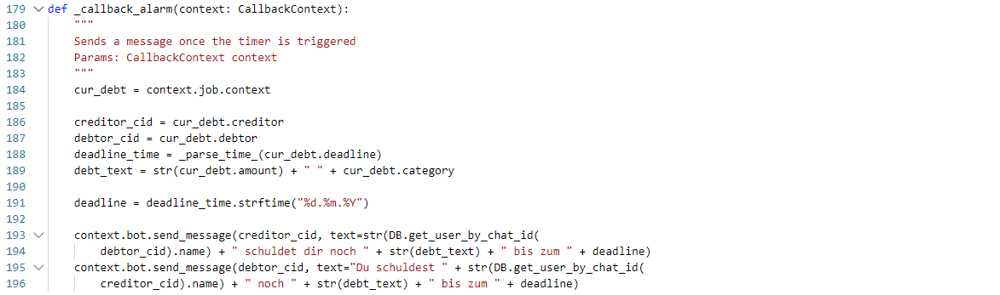 179 def _callback_alarm(context: CallbackContext):
180     """
181     Sends a message once the timer is triggered
182     Params: CallbackContext context
183     """
184     cur_debt = context.job.context
185
186     creditor_cid = cur_debt.creditor
187     debtor_cid = cur_debt.debtor
188     deadline_time = _parse_time_(cur_debt.deadline)
189     debt_text = str(cur_debt.amount) + " " + cur_debt.category
190
191     deadline = deadline_time.strftime("%d.%m.%Y")
192
193     context.bot.send_message(creditor_cid, text=str(DB.get_user_by_chat_id(
194         debtor_cid).name) + " schuldet dir noch " + str(debt_text) + " bis zum " + deadline)
195     context.bot.send_message(debtor_cid, text="Du schuldest " + str(DB.get_user_by_chat_id(
196         creditor_cid).name) + " noch " + str(debt_text) + " bis zum " + deadline)